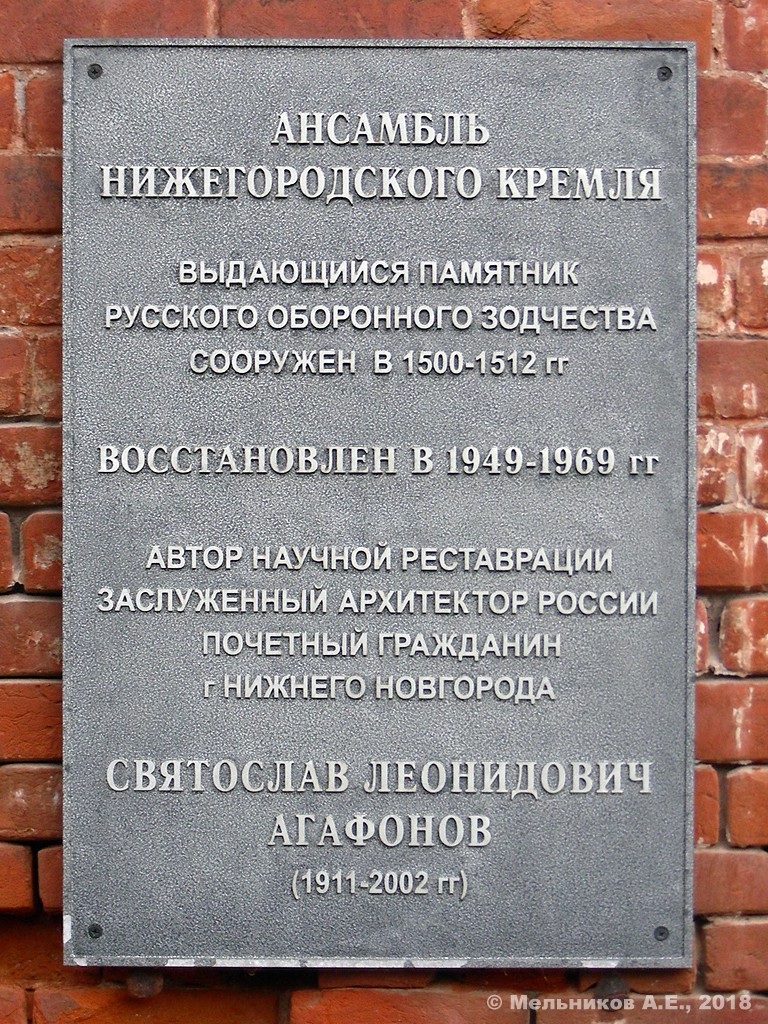 АНСАМБЛЬ
НИЖЕГОРОДСКОГО КРЕМЛЯ
ВЫДАЮЩИЙСЯ ПАМЯТНИК
РУССКОГО ОБОРОННОГО ЗОДЧЕСТВА
СООРУЖЕН В 1500-1512 гг
ВОССТАНОВЛЕН В 1949-1969 гг
АВТОР НАУЧНОЙ РЕСТАВРАЦИИ
ЗАСЛУЖЕННЫЙ АРХИТЕКТОР РОССИИ
ПОЧЕТНЫЙ ГРАЖДАНИН
г НИЖНЕГО НОВГОРОДА
СВЯТОСЛАВ ЛЕОНИДОВИЧ
АГАФОНОВ
(1911-2002 гг)
© Мельников А.Е., 2018